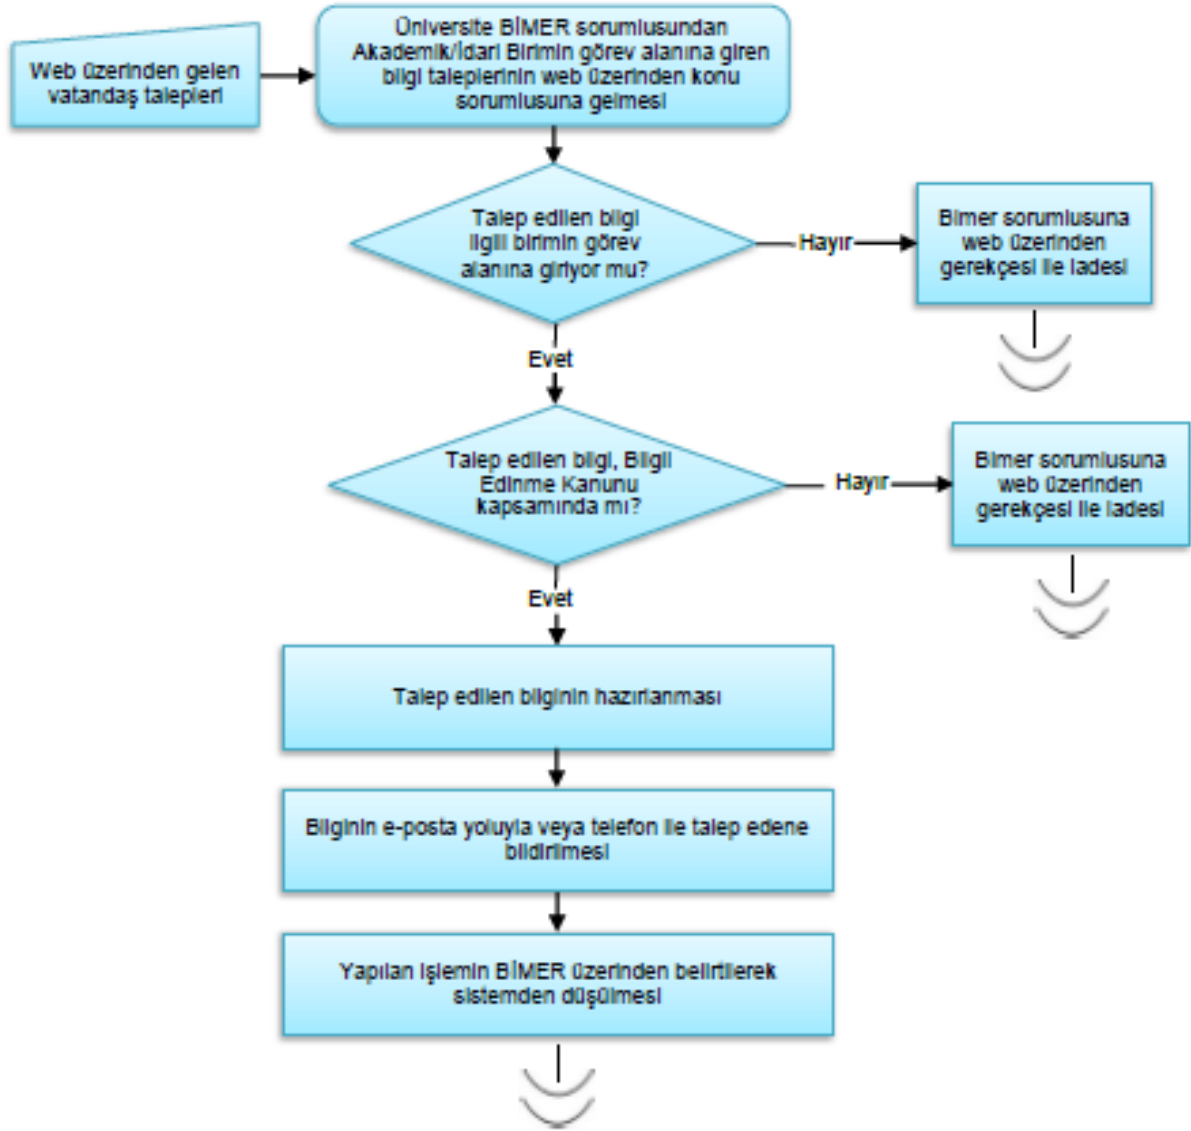 Web üzerinden gelen
vatandaş talepleri
Üniversite BİMER sorumlusundan
Akademik/İdari Birimin görev alanına giren
bilgi taleplerinin web üzerinden konu
sorumlusuna gelmesi
Talep edilen bilgi
ilgili birimin görev
alanına giriyor mu?
Hayır
Bimer sorumlusuna
web üzerinden
gerekçesi ile iadesi
Evet
Talep edilen bilgi, Bilgii
Edinme Kanunu
kapsamında mı?
Hayır
Bimer sorumlusuna
web üzerinden
gerekçesi ile iadesi
Evet
Talep edilen bilginin hazırlanması
Bilginin e-posta yoluyla veya telefon ile talep edene
bildirilmesi
Yapılan işlemin BİMER üzerinden belirtilerek
sistemden düşülmesi